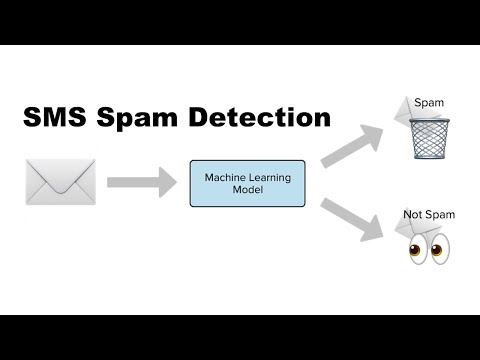 SMS Spam Detection
Machine Learning
Model
Spam
Not Spam